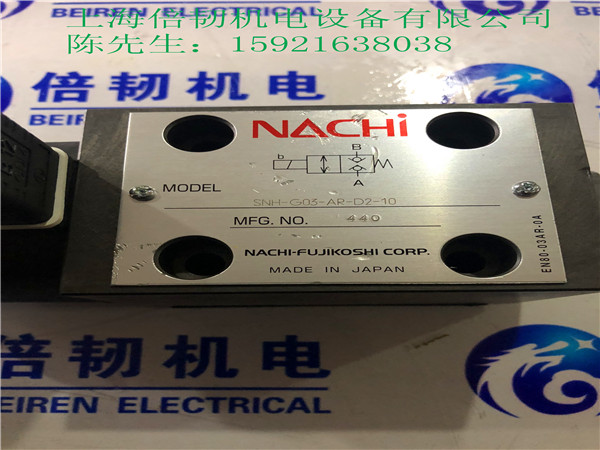 上海倍韧机电设备有限公司
陈先生：15921638038
倍韧机电
BEIREN ELECTRICAL
NACHi
b
B
A
MODEL
SNH-G03-AR-D2-10
MFG. NO. 440
NACHI-FUJIKOSHI CORP.
MADE IN JAPAN
EN80-03AR-0A
倍韧机电
BEIREN ELECTRICAL